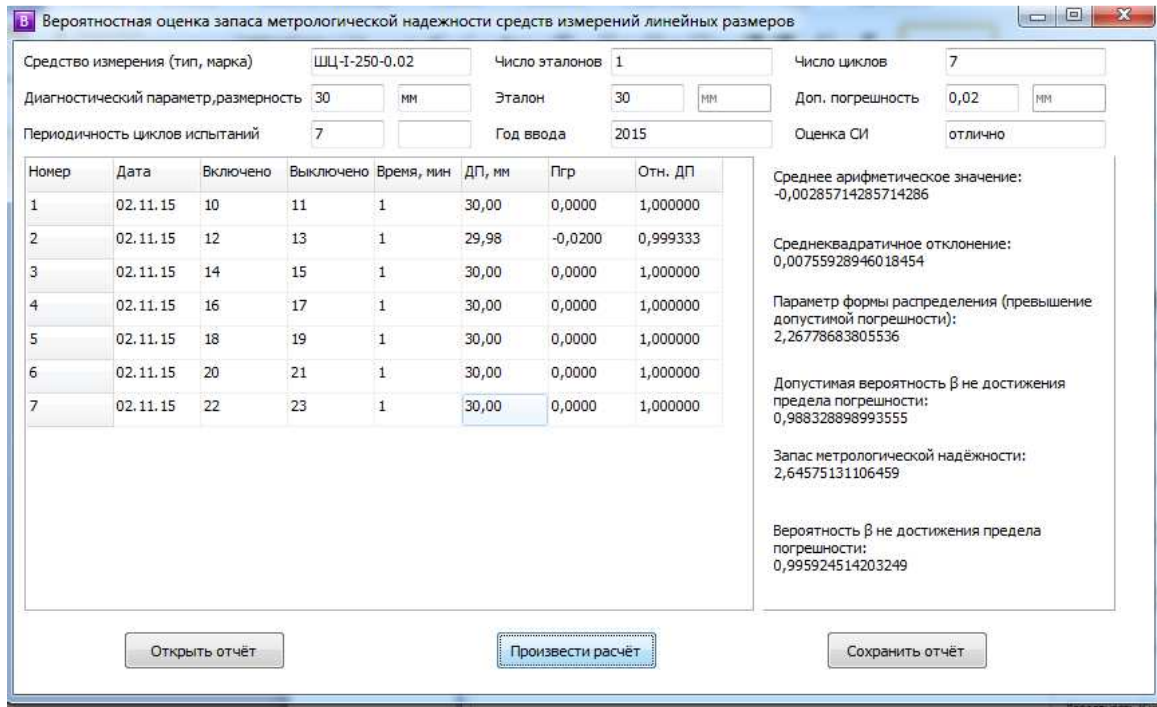 В Вероятностная оценка запаса метрологической надежности средств измерений линейных размеров
Средство измерения (тип, марка) ШЦ-I-250-0.02 Число эталонов 1 Число циклов 7
Диагностический параметр,размерность 30 мм Эталон 30 мм Доп. погрешность 0,02 мм
Периодичность циклов испытаний 7 Год ввода 2015 Оценка СИ отлично
Номер Дата Включено Выключено Время, мин ДП, мм Пгр Отн. ДП
1 02.11.15 10 11 1 30,00 0,0000 1,000000
2 02.11.15 12 13 1 29,98 -0,0200 0,999333
3 02.11.15 14 15 1 30,00 0,0000 1,000000
4 02.11.15 16 17 1 30,00 0,0000 1,000000
5 02.11.15 18 19 1 30,00 0,0000 1,000000
6 02.11.15 20 21 1 30,00 0,0000 1,000000
7 02.11.15 22 23 1 30,00 0,0000 1,000000
Среднее арифметическое значение:
-0,00285714285714286
Среднеквадратичное отклонение:
0,00755928946018454
Параметр формы распределения (превышение
допустимой погрешности):
2,26778683805536
Допустимая вероятность β не достижения
предела погрешности:
0,988328898993555
Запас метрологической надёжности:
2,64575131106459
Вероятность β не достижения предела
погрешности:
0,995924514203249
Открыть отчёт Произвести расчёт Сохранить отчёт